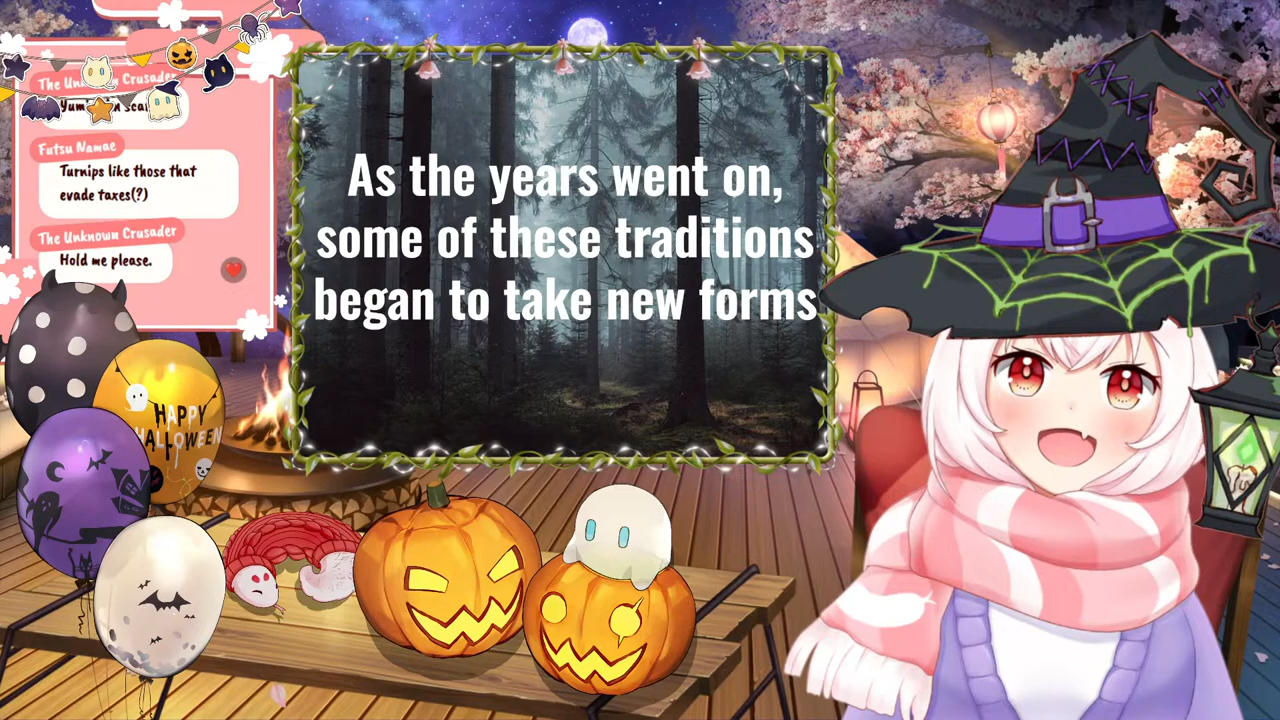 The Unknown Crusader
Futsu Namae
Turnips like those that
evade taxes(?)
The Unknown Crusader
Hold me please.
As the years went on,
some of these traditions
began to take new forms
HAPPY
HALLOWEEN